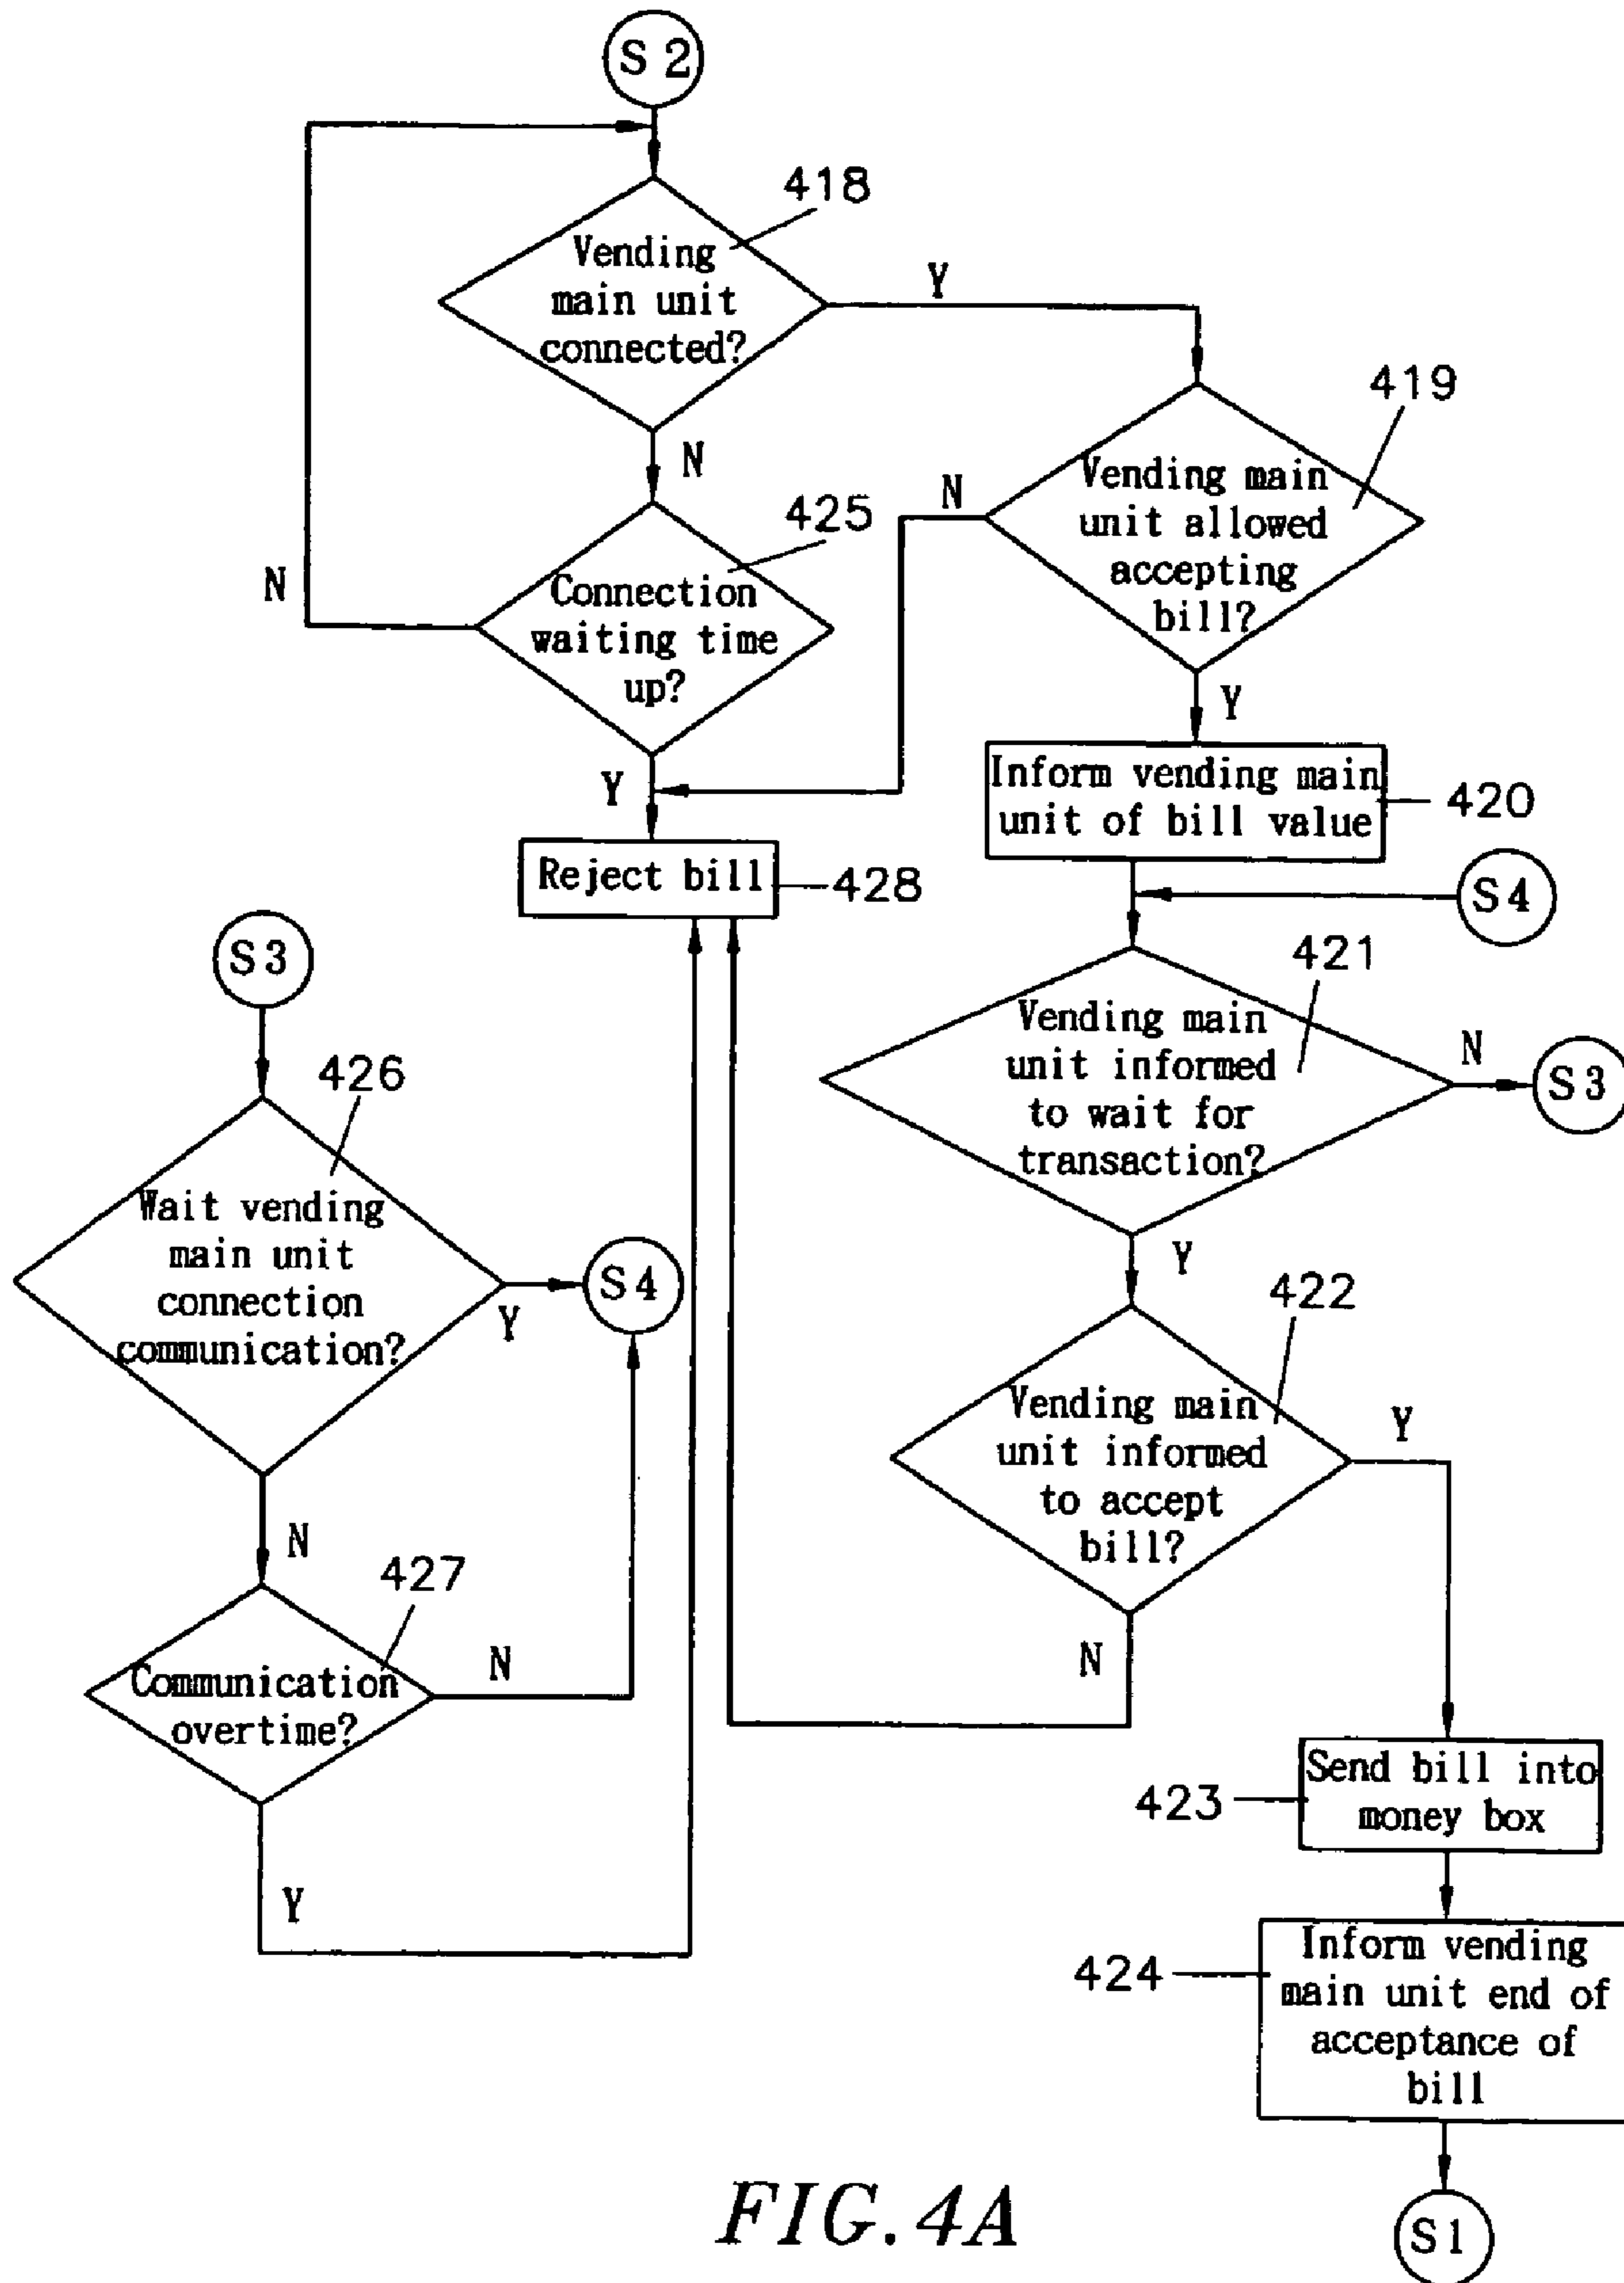 S 2
418
Vending
main unit
connected?
Y
N
419
Vending main
unit allowed
accepting
bill?
N
Y
425
Connection
waiting time
up?
N
Y
Inform vending main
unit of bill value
420
Reject bill
428
S4
S3
421
Vending main
unit informed
to wait for
transaction?
N
S3
Y
426
Wait vending
main unit
connection
communication?
Y
S4
N
422
Vending main
unit informed
to accept
bill?
Y
N
427
Communication
overtime?
N
Y
Send bill into
money box
423
Inform vending
main unit end of
acceptance of
bill
424
S1
FIG. 4A